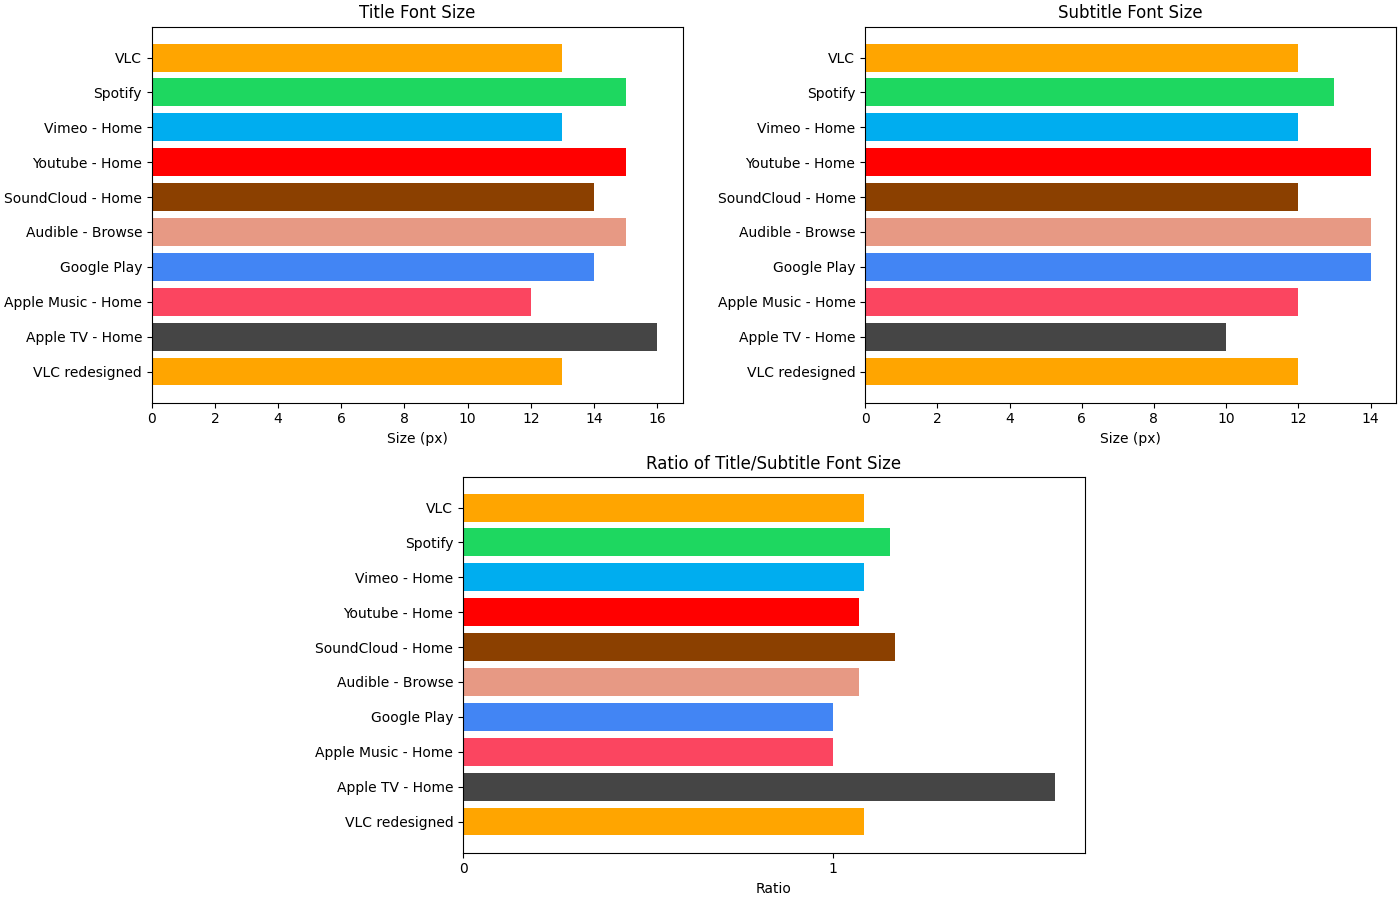 Title Font Size
VLC
Spotify
Vimeo - Home
Youtube - Home
SoundCloud - Home
Audible - Browse
Google Play
Apple Music - Home
Apple TV - Home
VLC redesigned
0 2 4 6 8 10 12 14 16
Size (px)
Subtitle Font Size
VLC
Spotify
Vimeo - Home
Youtube - Home
SoundCloud - Home
Audible - Browse
Google Play
Apple Music - Home
Apple TV - Home
VLC redesigned
0 2 4 6 8 10 12 14
Size (px)
Ratio of Title/Subtitle Font Size
VLC
Spotify
Vimeo - Home
Youtube - Home
SoundCloud - Home
Audible - Browse
Google Play
Apple Music - Home
Apple TV - Home
VLC redesigned
0 1
Ratio